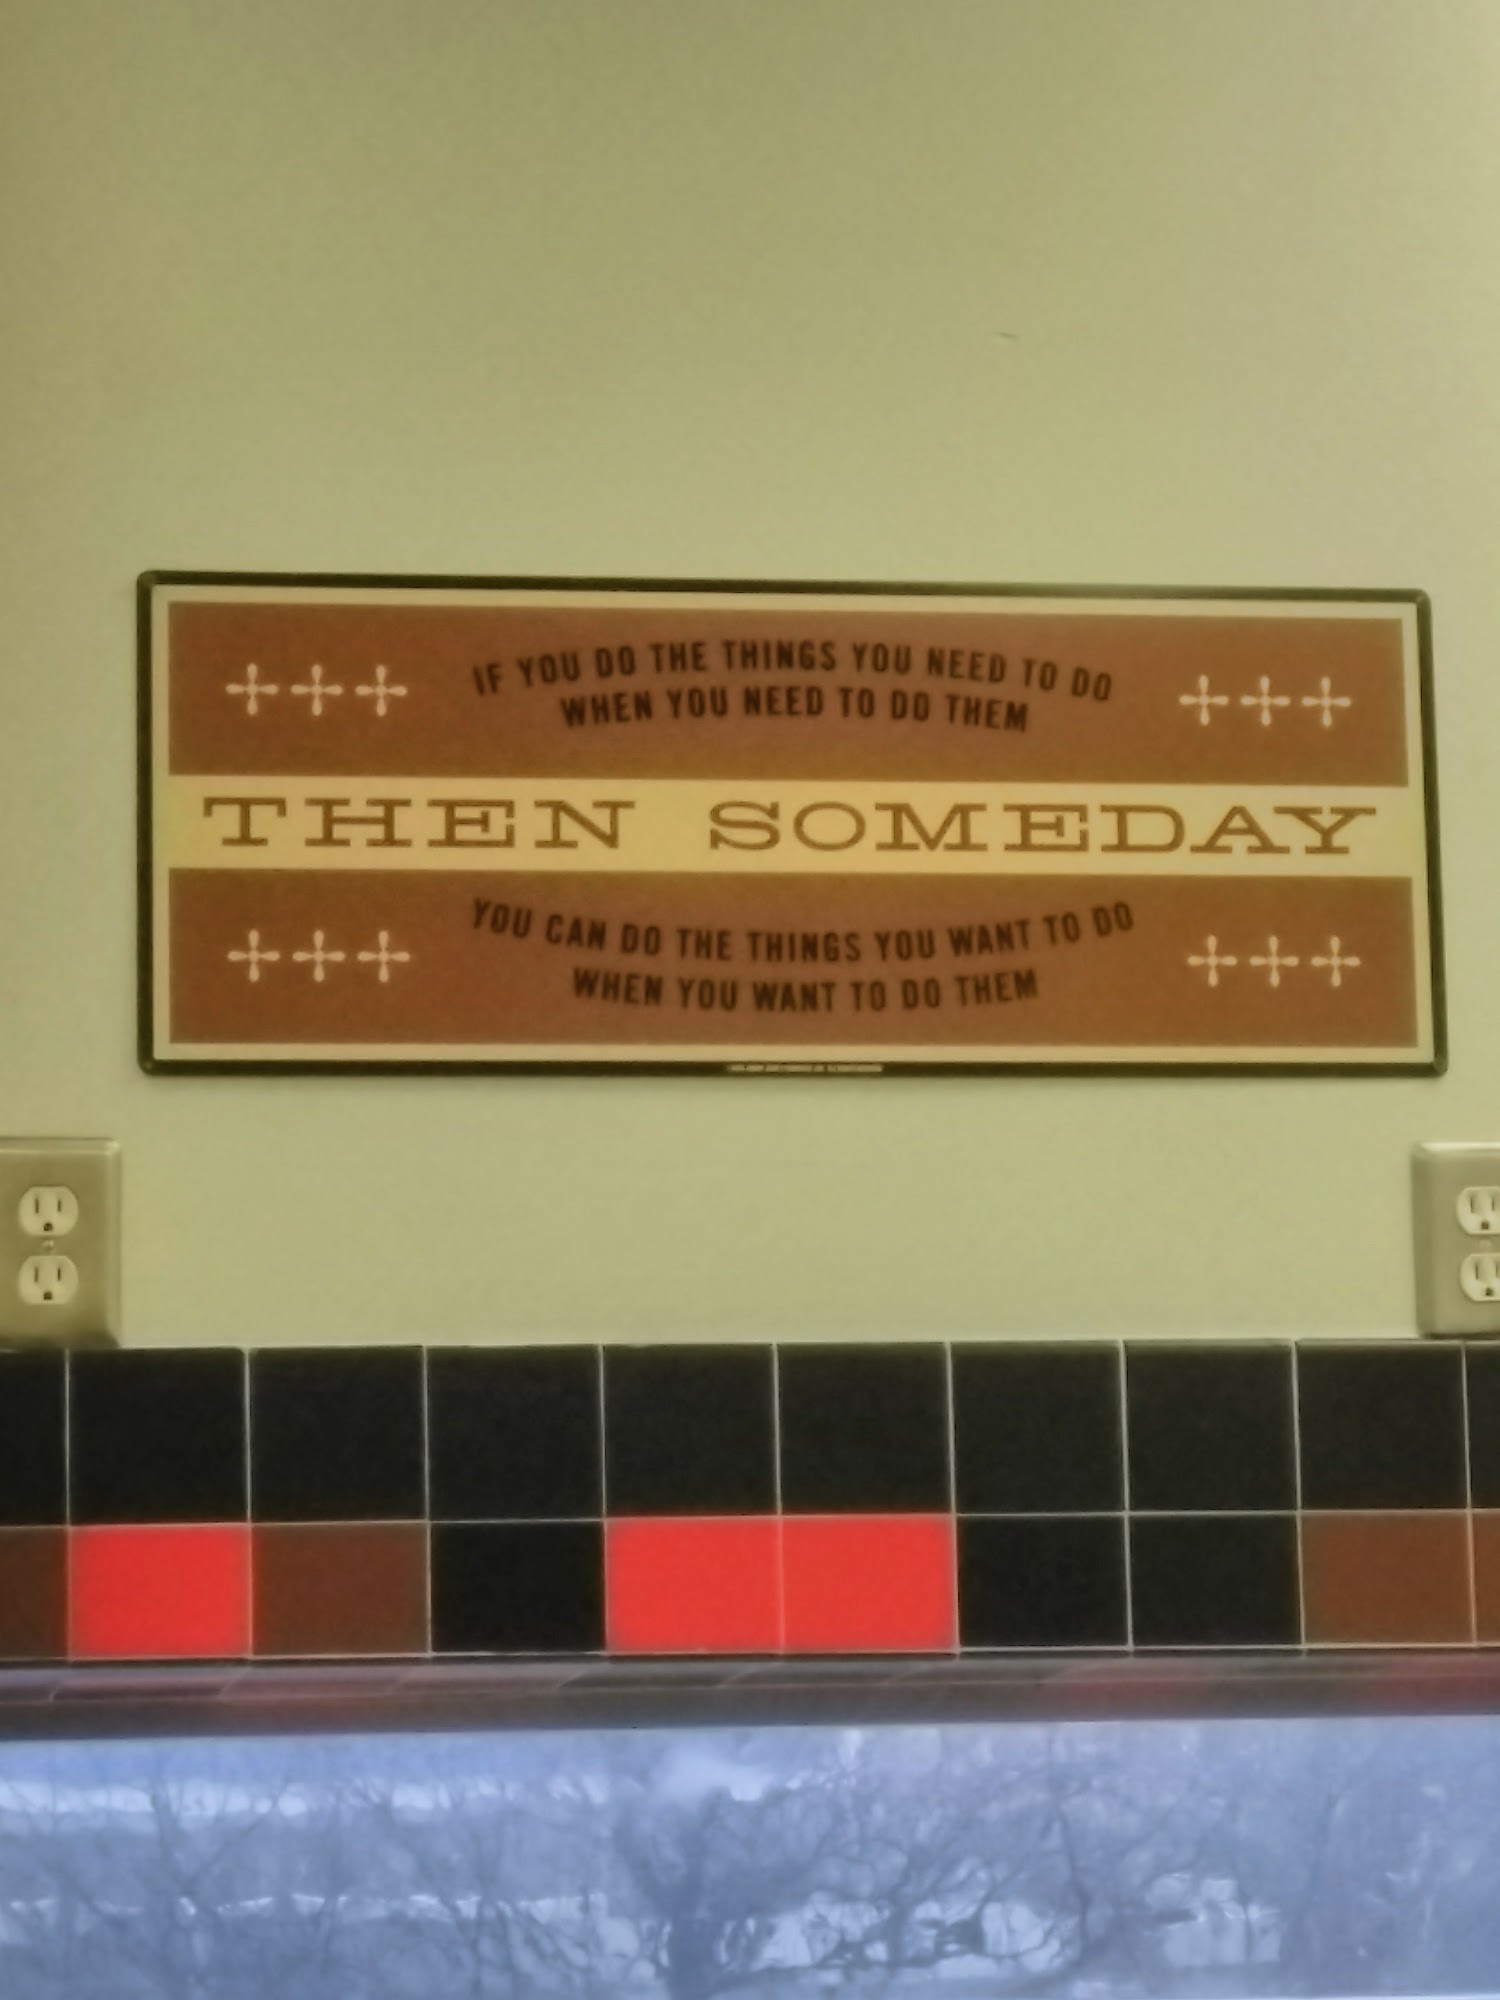 IF YOU DO THE THINGS YOU NEED TO DO
WHEN YOU NEED TO DO THEM
THEN SOMEDAY
YOU CAN DO THE THINGS YOU WANT TO DO
WHEN YOU WANT TO DO THEM